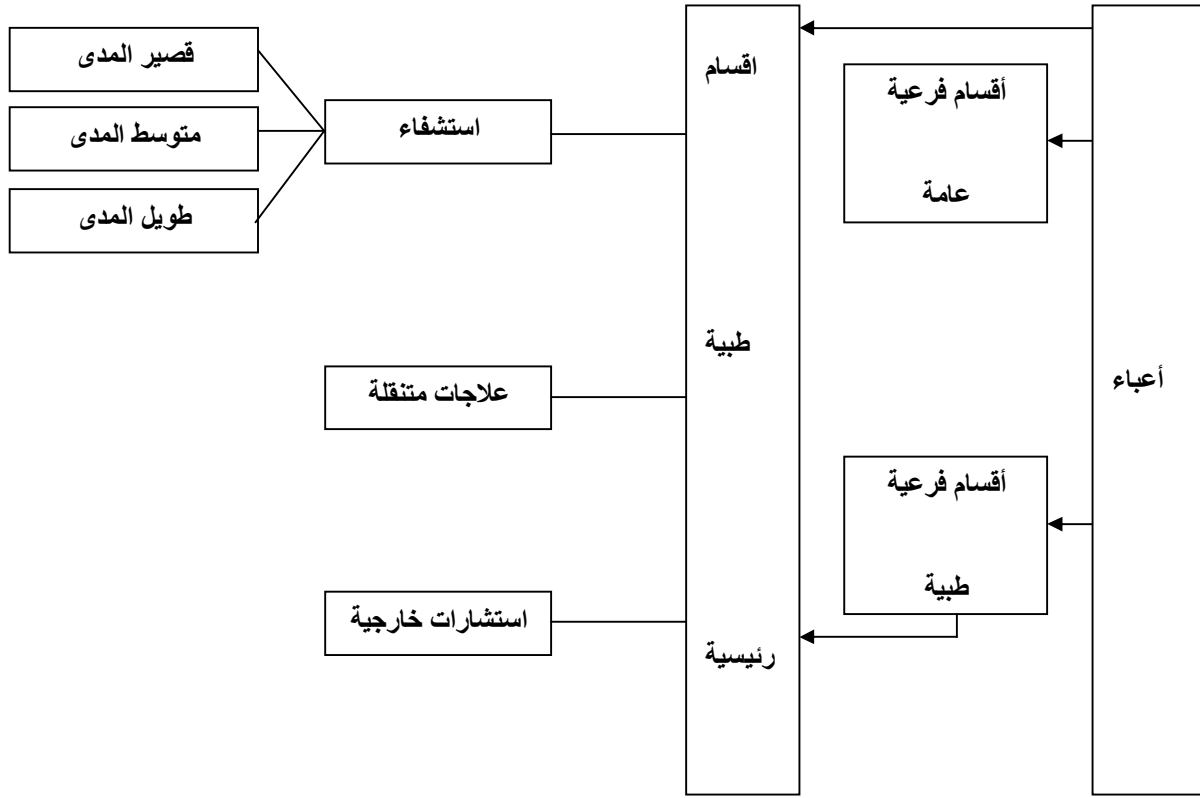 أعباء
أقسام فرعية
عامة
أقسام فرعية
طبية
اقسام
طبية
رئيسية
استشفاء
علاجات متنقلة
استشارات خارجية
قصير المدى
متوسط المدى
طويل المدى